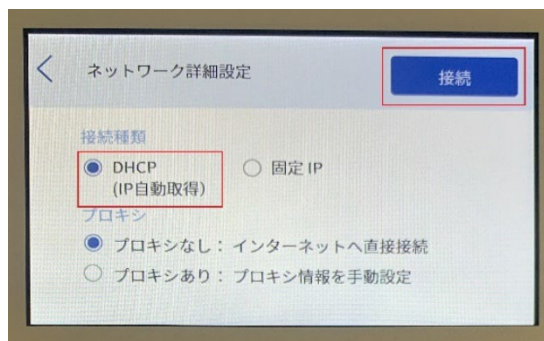 ネットワーク詳細設定
接続
接続種類
DHCP
(IP自動取得)
固定 IP
プロキシ
プロキシなし： インターネットへ直接接続
プロキシあり： プロキシ情報を手動設定